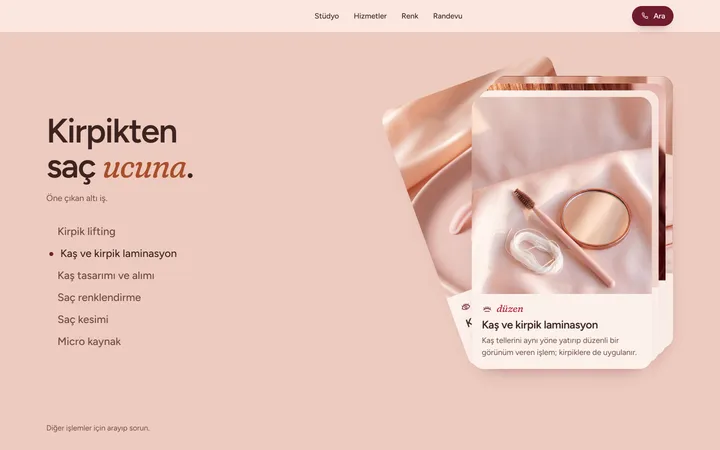 Stüdyo
Hizmetler
Renk
Randevu
Ara
Kirpikten
saç ucuna.
Öne çıkan altı iş.
Kirpik lifting
Kaş ve kirpik laminasyon
Kaş tasarımı ve alımı
Saç renklendirme
Saç kesimi
Micro kaynak
Diğer işlemler için arayıp sorun.
düzen
Kaş ve kirpik laminasyon
Kaş tellerini aynı yöne yatırıp düzenli bir
görünüm veren işlem; kirpiklere de uygulanır.